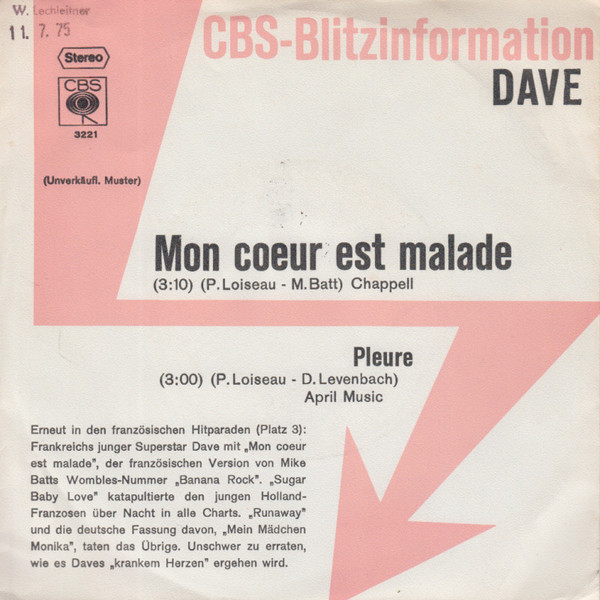 W. Lechleitner
11. 7. 75
CBS-Blitzinformation
DAVE
Stereo
CBS
3221
(Unverkäufl. Muster)
Mon coeur est malade
(3:10) (P. Loiseau - M. Batt) Chappell
Pleure
(3:00) (P. Loiseau - D. Levenbach)
April Music
Erneut in den französischen Hitparaden (Platz 3):
Frankreichs junger Superstar Dave mit „Mon coeur
est malade", der französischen Version von Mike
Batts Wombles-Nummer „Banana Rock". „Sugar
Baby Love" katapultierte den jungen Holland-
Franzosen über Nacht in alle Charts. „Runaway"
und die deutsche Fassung davon, „Mein Mädchen
Monika", taten das Übrige. Unschwer zu erraten,
wie es Daves „krankem Herzen" ergehen wird.